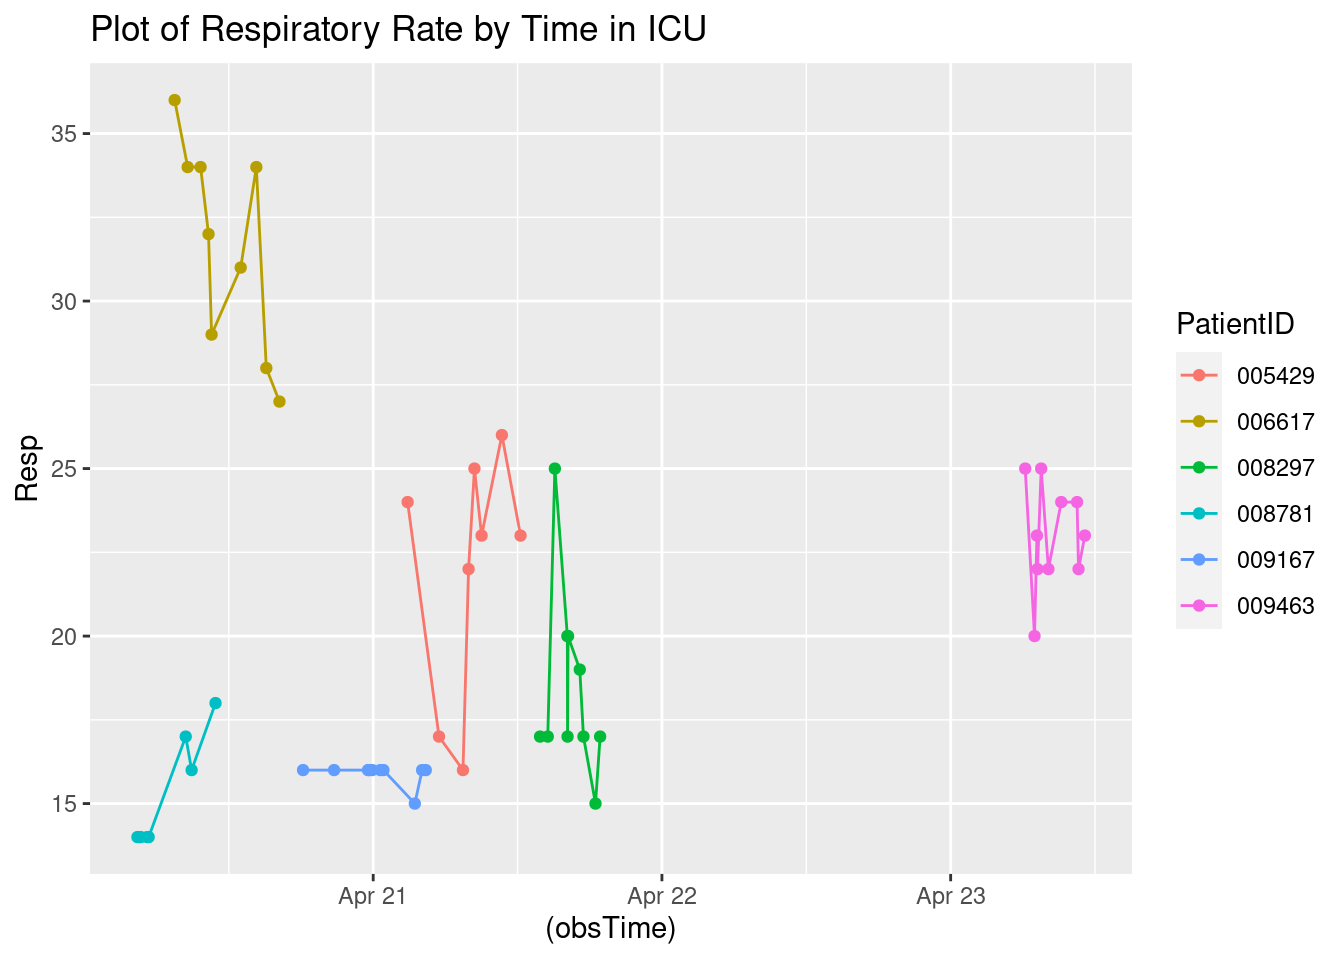 Plot of Respiratory Rate by Time in ICU
35
30
25
20
15
Resp
Apr 21
Apr 22
Apr 23
(obsTime)
PatientID
005429
006617
008297
008781
009167
009463